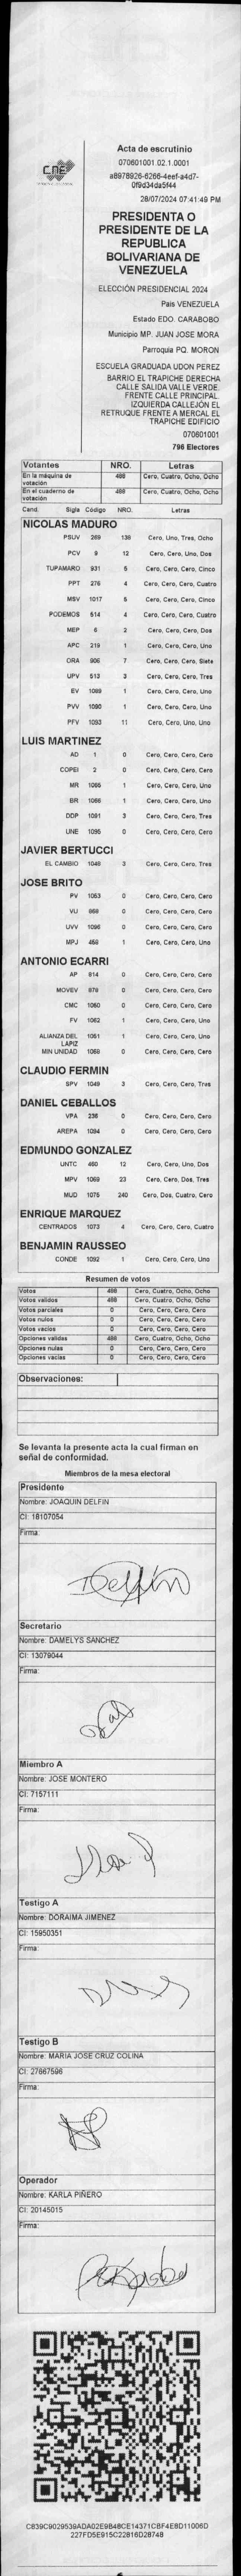 CNE
Acta de escrutinio
070601001.02.1.0001
a8978926-6266-4eef-a4d7-
0f9d34da5f44
28/07/2024 07:41:49 PM
PRESIDENTA O
PRESIDENTE DE LA
REPUBLICA
BOLIVARIANA DE
VENEZUELA
ELECCIÓN PRESIDENCIAL 2024
Pais VENEZUELA
Estado EDO. CARABOBO
Municipio MP. JUAN JOSE MORA
Parroquia PQ. MORON
ESCUELA GRADUADA UDON PEREZ
BARRIO EL TRAPICHE DERECHA
CALLE SALIDA VALLE VERDE.
FRENTE CALLE PRINCIPAL.
IZQUIERDA CALLEJÓN EL
RETRUQUE FRENTE A MERCAL EL
TRAPICHE EDIFICIO
070601001
796 Electores
Votantes NRO. Letras
En la máquina de votación 488 Cero, Cuatro, Ocho, Ocho
En el cuaderno de votación 488 Cero, Cuatro, Ocho, Ocho
Cand. Sigla Código NRO. Letras
NICOLAS MADURO
PSUV 269 138 Cero, Uno, Tres, Ocho
PCV 9 12 Cero, Cero, Uno, Dos
TUPAMARO 931 5 Cero, Cero, Cero, Cinco
PPT 276 4 Cero, Cero, Cero, Cuatro
MSV 1017 5 Cero, Cero, Cero, Cinco
PODEMOS 514 4 Cero, Cero, Cero, Cuatro
MEP 6 2 Cero, Cero, Cero, Dos
APC 219 1 Cero, Cero, Cero, Uno
ORA 906 7 Cero, Cero, Cero, Siete
UPV 513 3 Cero, Cero, Cero, Tres
EV 1089 1 Cero, Cero, Cero, Uno
PVV 1090 1 Cero, Cero, Cero, Uno
PFV 1093 11 Cero, Cero, Uno, Uno
LUIS MARTINEZ
AD 1 0 Cero, Cero, Cero, Cero
COPEI 2 0 Cero, Cero, Cero, Cero
MR 1065 1 Cero, Cero, Cero, Uno
BR 1066 1 Cero, Cero, Cero, Uno
DDP 1091 3 Cero, Cero, Cero, Tres
UNE 1095 0 Cero, Cero, Cero, Cero
JAVIER BERTUCCI
EL CAMBIO 1048 3 Cero, Cero, Cero, Tres
JOSE BRITO
PV 1053 0 Cero, Cero, Cero, Cero
VU 968 0 Cero, Cero, Cero, Cero
UVV 1096 0 Cero, Cero, Cero, Cero
MPJ 459 1 Cero, Cero, Cero, Uno
ANTONIO ECARRI
AP 814 0 Cero, Cero, Cero, Cero
MOVEV 978 0 Cero, Cero, Cero, Cero
CMC 1060 0 Cero, Cero, Cero, Cero
FV 1062 1 Cero, Cero, Cero, Uno
ALIANZA DEL LAPIZ 1051 1 Cero, Cero, Cero, Uno
MIN UNIDAD 1068 0 Cero, Cero, Cero, Cero
CLAUDIO FERMIN
SPV 1049 3 Cero, Cero, Cero, Tres
DANIEL CEBALLOS
VPA 238 0 Cero, Cero, Cero, Cero
AREPA 1094 0 Cero, Cero, Cero, Cero
EDMUNDO GONZALEZ
UNTC 460 12 Cero, Cero, Uno, Dos
MPV 1069 23 Cero, Cero, Dos, Tres
MUD 1075 240 Cero, Dos, Cuatro, Cero
ENRIQUE MARQUEZ
CENTRADOS 1073 4 Cero, Cero, Cero, Cuatro
BENJAMIN RAUSSEO
CONDE 1092 1 Cero, Cero, Cero, Uno
Resumen de votos
Votos 488 Cero, Cuatro, Ocho, Ocho
Votos validos 488 Cero, Cuatro, Ocho, Ocho
Votos parciales 0 Cero, Cero, Cero, Cero
Votos nulos 0 Cero, Cero, Cero, Cero
Votos vacios 0 Cero, Cero, Cero, Cero
Opciones validas 488 Cero, Cuatro, Ocho, Ocho
Opciones nulas 0 Cero, Cero, Cero, Cero
Opciones vacias 0 Cero, Cero, Cero, Cero
Observaciones:
Se levanta la presente acta la cual firman en
señal de conformidad.
Miembros de la mesa electoral
Presidente
Nombre: JOAQUIN DELFIN
CI: 18107054
Firma:
Delfin
Secretario
Nombre: DAMELYS SANCHEZ
CI: 13079044
Firma:
Miembro A
Nombre: JOSE MONTERO
CI: 7157111
Firma:
Testigo A
Nombre: DORAIMA JIMENEZ
CI: 15950351
Firma:
Testigo B
Nombre: MARIA JOSE CRUZ COLINA
CI: 27667596
Firma:
Operador
Nombre: KARLA PIÑERO
CI: 20145015
Firma:
C839C9029539ADA02E9B48CE14371CBF4E8D11006D
227FD5E915C22816D28748